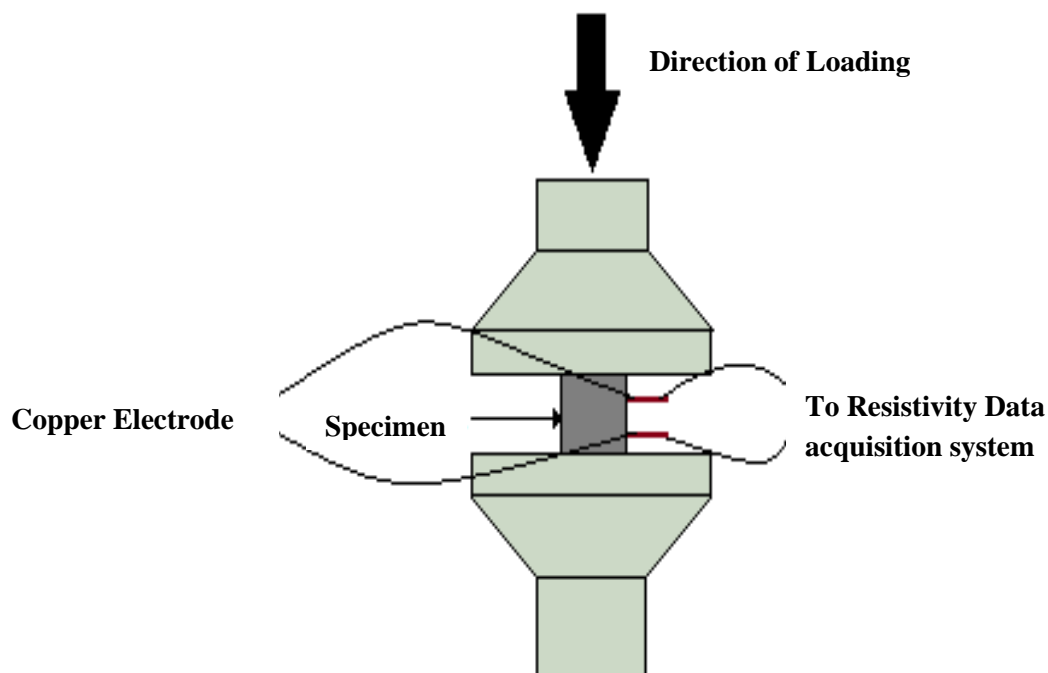 Direction of Loading
Copper Electrode
Specimen
To Resistivity Data
acquisition system